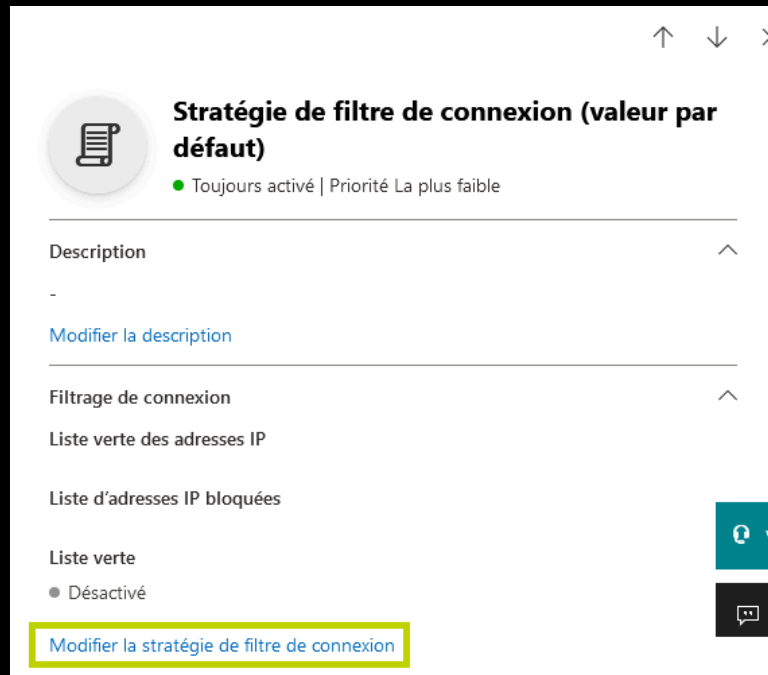 Stratégie de filtre de connexion (valeur par
défaut)
Toujours activé | Priorité La plus faible
Description
-
Modifier la description
Filtrage de connexion
Liste verte des adresses IP
Liste d’adresses IP bloquées
Liste verte
Désactivé
Modifier la stratégie de filtre de connexion